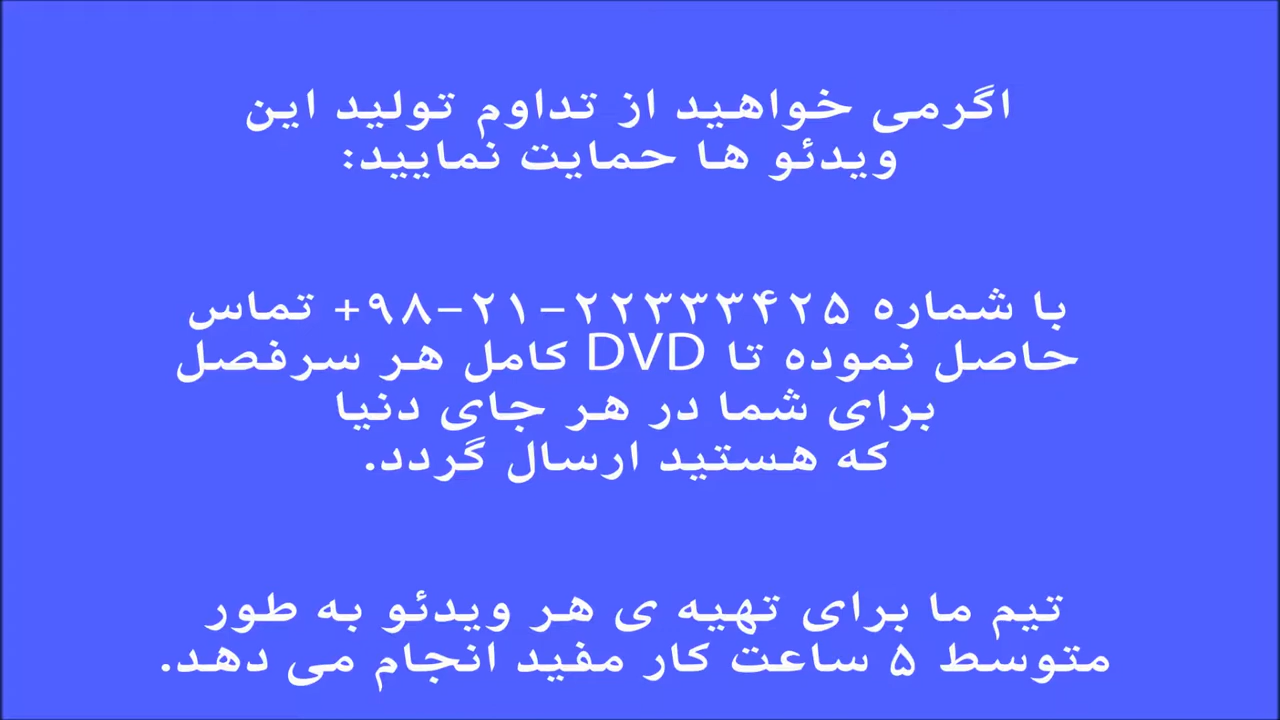 اگرمی خواهید از تداوم تولید این
ویدئو ها حمایت نمایید:
با شماره ۲۲۳۳۳۴۲۵-۲۱-۹۸+ تماس
حاصل نموده تا DVD کامل هر سرفصل
برای شما در هر جای دنیا
که هستید ارسال گردد.
تیم ما برای تهیه ی هر ویدئو به طور
متوسط ۵ ساعت کار مفید انجام می دهد.